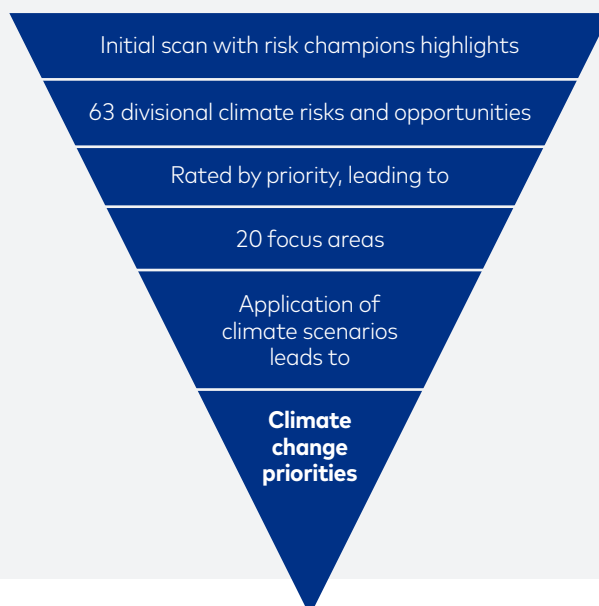 Initial scan with risk champions highlights
63 divisional climate risks and opportunities
Rated by priority, leading to
20 focus areas
Application of
climate scenarios
leads to
Climate
change
priorities